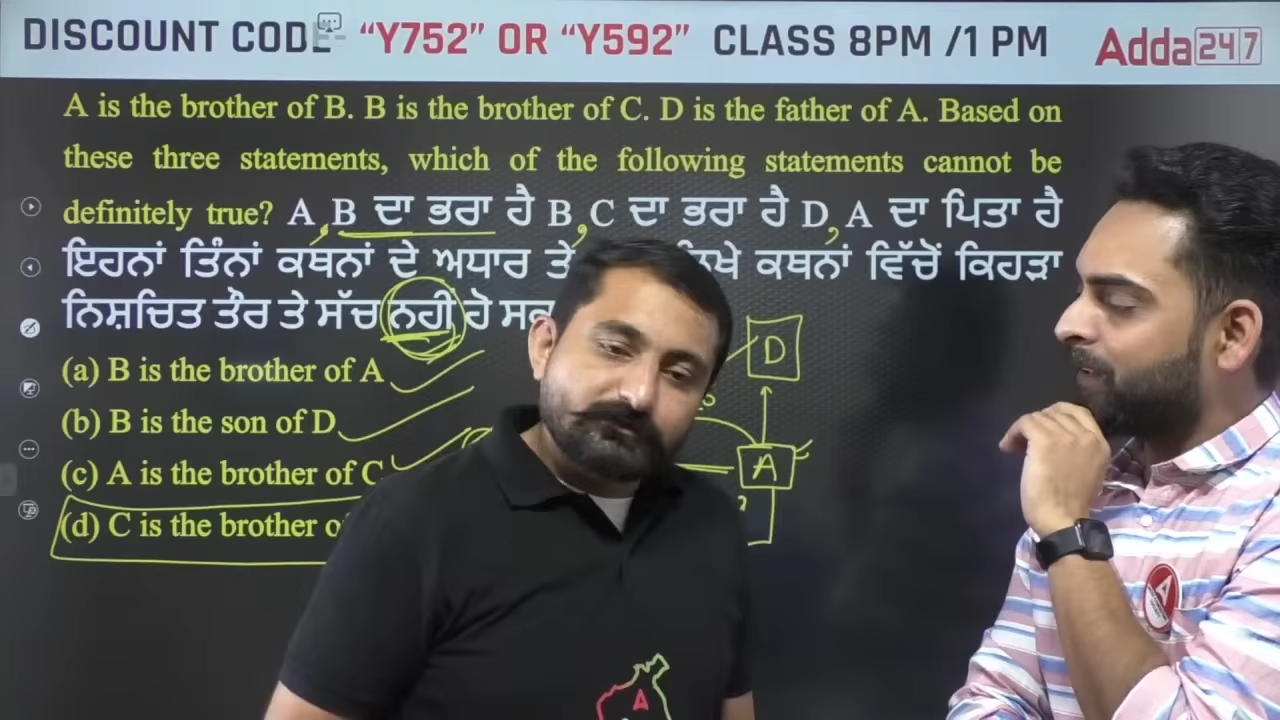 DISCOUNT CODE “Y752” OR “Y592” CLASS 8PM /1 PM Adda247
A is the brother of B. B is the brother of C. D is the father of A. Based on
these three statements, which of the following statements cannot be
definitely true? A, B ਦਾ ਭਰਾ ਹੈ B, C ਦਾ ਭਰਾ ਹੈ D, A ਦਾ ਪਿਤਾ ਹੈ
ਇਹਨਾਂ ਤਿੰਨਾਂ ਕਥਨਾਂ ਦੇ ਅਧਾਰ ਤੇ ਕਥਨਾਂ ਵਿੱਚੋਂ ਕਿਹੜਾ
ਨਿਸ਼ਚਿਤ ਤੌਰ ਤੇ ਸੱਚ ਨਹੀਂ ਹੋ
(a) B is the brother of A
(b) B is the son of D
(c) A is the brother of C
(d) C is the brother
D
A
A
A